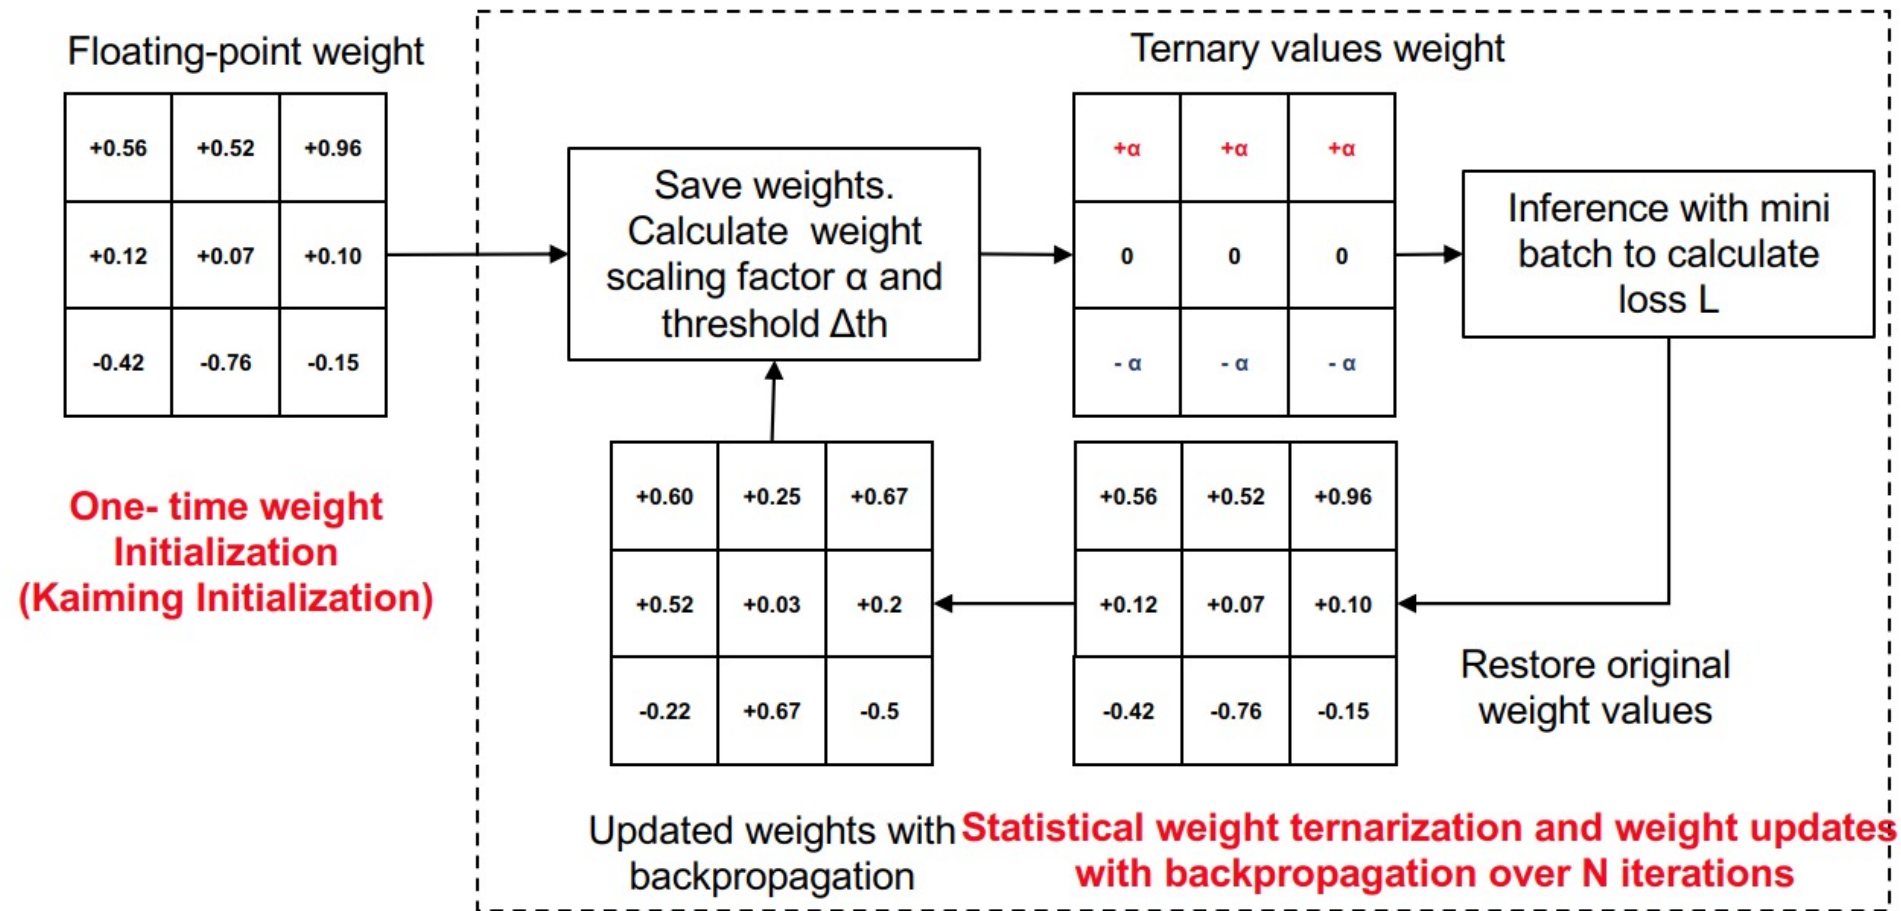 Floating-point weight
+0.56 +0.52 +0.96
+0.12 +0.07 +0.10
-0.42 -0.76 -0.15
One- time weight
Initialization
(Kaiming Initialization)
Save weights.
Calculate weight
scaling factor α and
threshold Δth
Ternary values weight
+α +α +α
0 0 0
- α - α - α
Inference with mini
batch to calculate
loss L
+0.60 +0.25 +0.67
+0.52 +0.03 +0.2
-0.22 +0.67 -0.5
Updated weights with
backpropagation
+0.56 +0.52 +0.96
+0.12 +0.07 +0.10
-0.42 -0.76 -0.15
Restore original
weight values
Statistical weight ternarization and weight updates
with backpropagation over N iterations